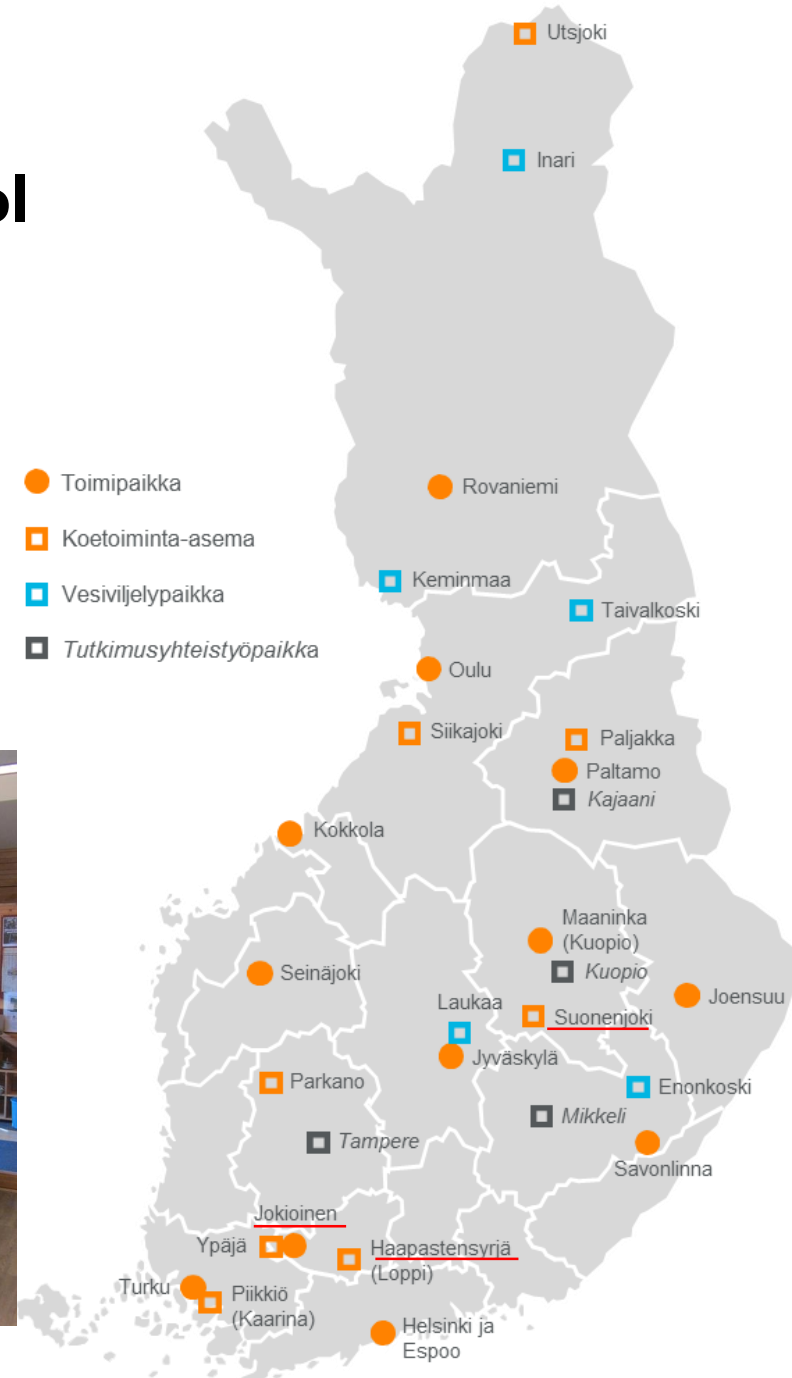 Utsjoki
Inari
Toimipaikka
Koetoiminta-asema
Vesiviljelypaikka
Tutkimusyhteistyöpaikka
Rovaniemi
Keminmaa
Taivalkoski
Oulu
Siikajoki
Paljakka
Paltamo
Kajaani
Kokkola
Maaninka
(Kuopio)
Kuopio
Seinäjoki
Joensuu
Laukaa
Suonenjoki
Jyväskylä
Parkano
Enonkoski
Mikkeli
Tampere
Savonlinna
Jokioinen
Ypäjä
Haapastensyrjä
(Loppi)
Turku
Piikkiö
(Kaarina)
Helsinki ja
Espoo